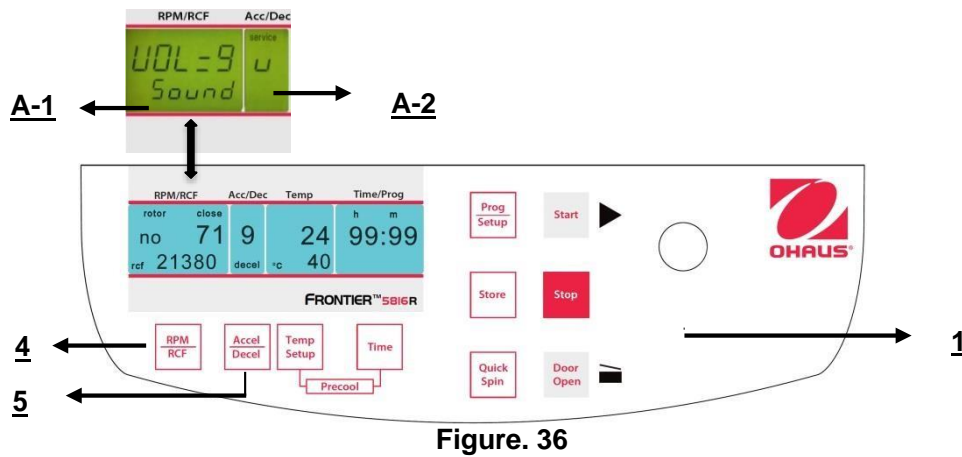 RPM/RCF Acc/Dec
service
VOL=9 u
Sound
A-1
A-2
RPM/RCF Acc/Dec Temp Time/Prog
rotor close h m
no 71 9 24 99:99
rcf 21380 decel °C 40
FRONTIER™5816R
RPM
RCF
Accel
Decel
Temp
Setup
Time
Precool
Prog
Setup
Start
Store
Stop
Quick
Spin
Door
Open
OHAUS®
4
5
1
Figure. 36